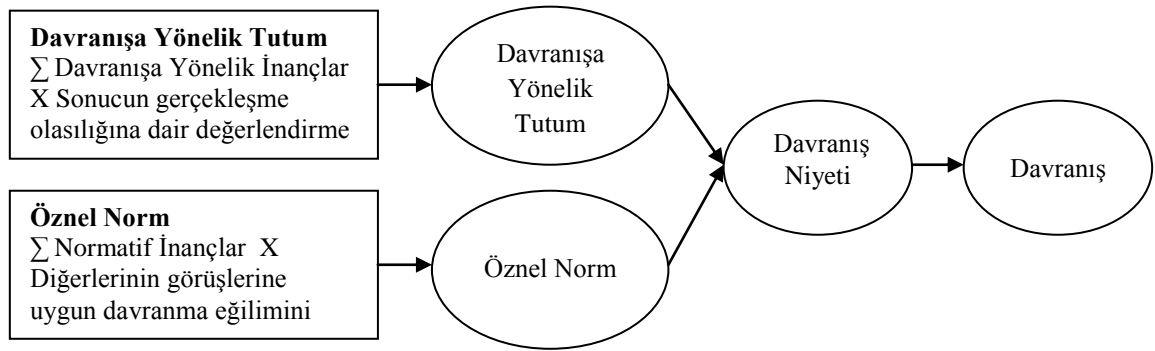 Davranışa Yönelik Tutum
∑ Davranışa Yönelik İnançlar
X Sonucun gerçekleşme
olasılığına dair değerlendirme
Davranışa
Yönelik
Tutum
Öznel Norm
∑ Normatif İnançlar X
Diğerlerinin görüşlerine
uygun davranma eğilimini
Öznel Norm
Davranış
Niyeti
Davranış